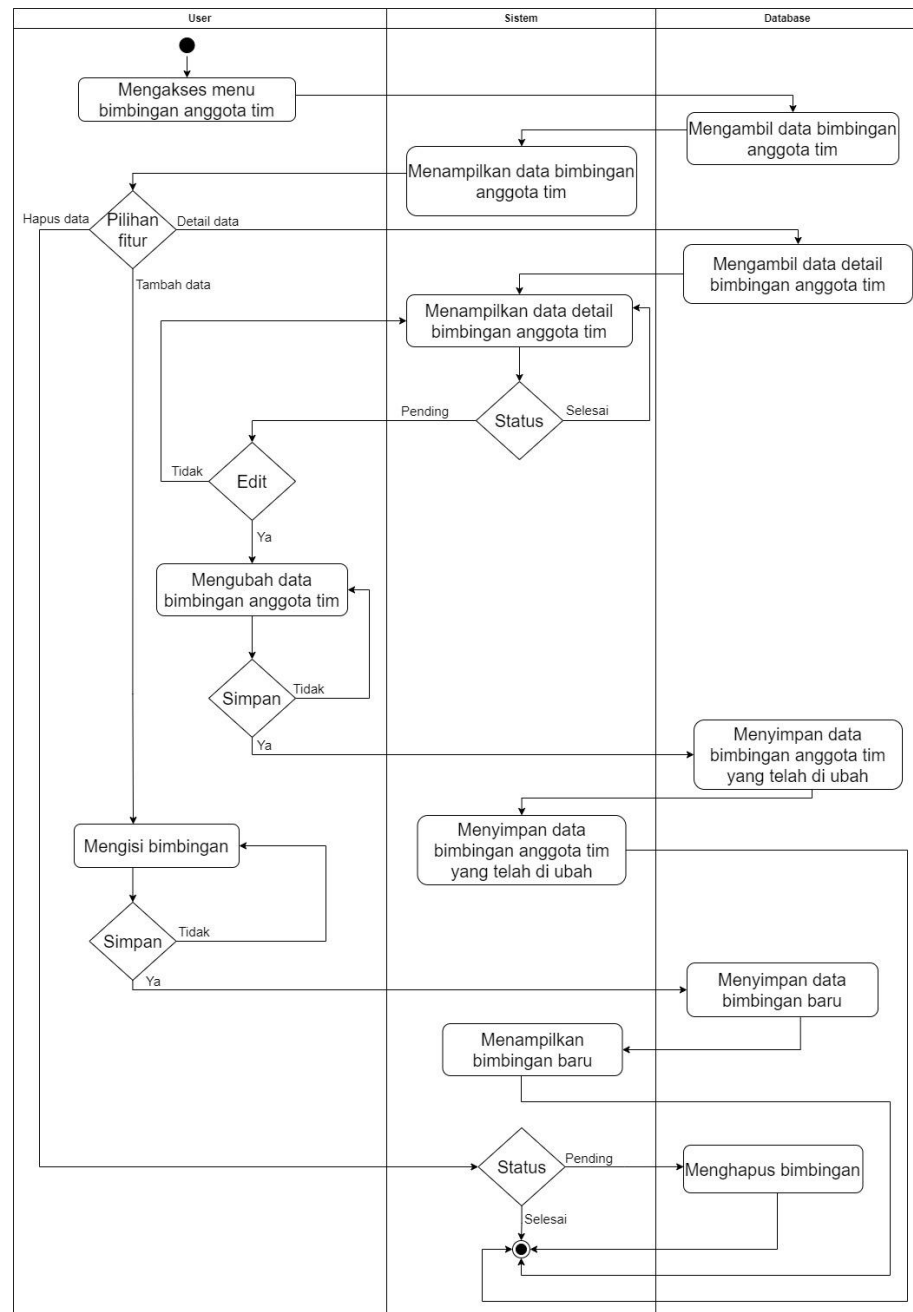 User
Sistem
Database
Mengakses menu
bimbingan anggota tim
Mengambil data bimbingan
anggota tim
Menampilkan data bimbingan
anggota tim
Hapus data
Pilihan
fitur
Detail data
Tambah data
Mengambil data detail
bimbingan anggota tim
Menampilkan data detail
bimbingan anggota tim
Pending
Status
Selesai
Tidak
Edit
Ya
Mengubah data
bimbingan anggota tim
Simpan
Tidak
Ya
Menyimpan data
bimbingan anggota tim
yang telah di ubah
Menyimpan data
bimbingan anggota tim
yang telah di ubah
Mengisi bimbingan
Simpan
Tidak
Ya
Menyimpan data
bimbingan baru
Menampilkan
bimbingan baru
Status
Pending
Menghapus bimbingan
Selesai